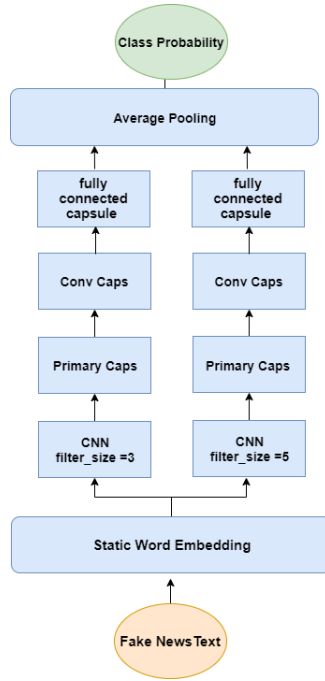 Class Probability
Average Pooling
fully
connected
capsule
fully
connected
capsule
Conv Caps
Conv Caps
Primary Caps
Primary Caps
CNN
filter_size =3
CNN
filter_size =5
Static Word Embedding
Fake NewsText